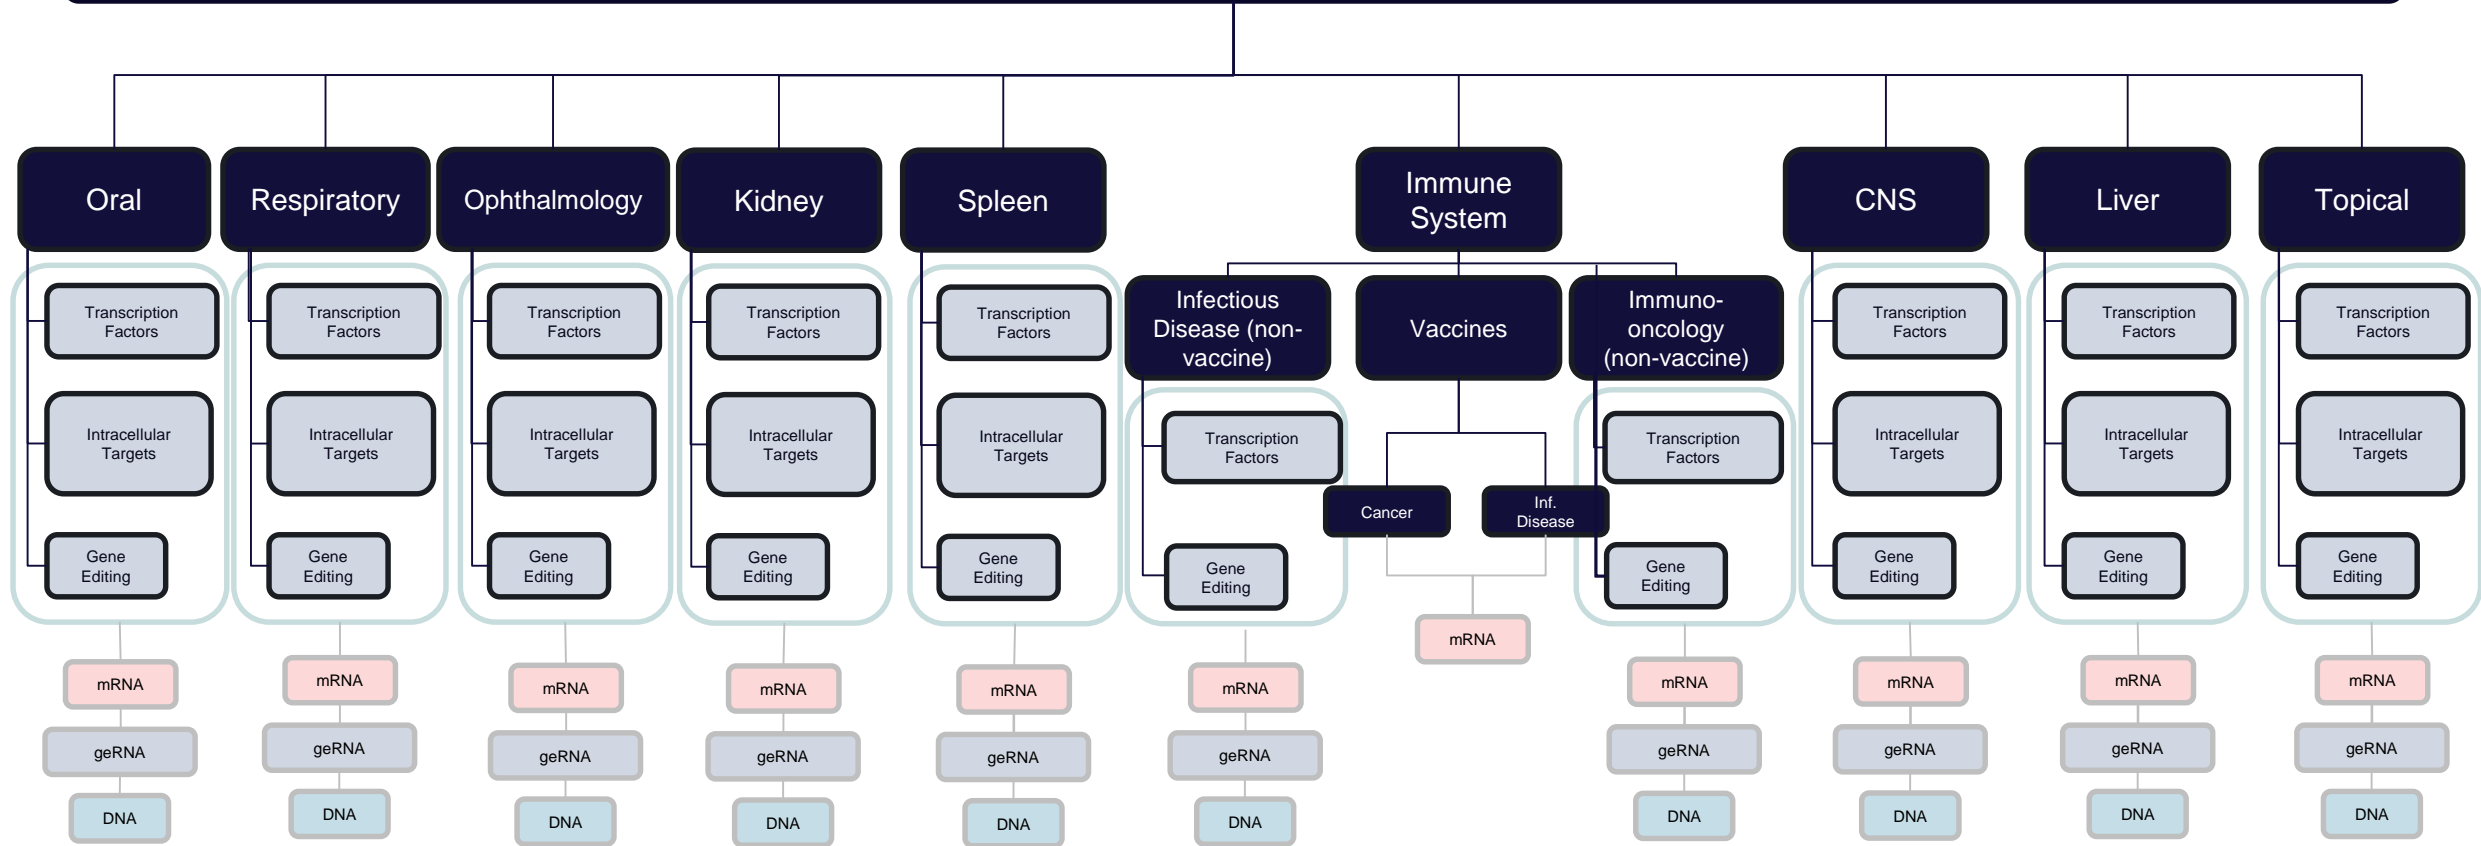 Oral
Respiratory
Ophthalmology
Kidney
Spleen
Immune
System
CNS
Liver
Topical
Transcription
Factors
Intracellular
Targets
Gene
Editing
mRNA
geRNA
DNA
Transcription
Factors
Intracellular
Targets
Gene
Editing
mRNA
geRNA
DNA
Transcription
Factors
Intracellular
Targets
Gene
Editing
mRNA
geRNA
DNA
Transcription
Factors
Intracellular
Targets
Gene
Editing
mRNA
geRNA
DNA
Transcription
Factors
Intracellular
Targets
Gene
Editing
mRNA
geRNA
DNA
Infectious
Disease (non-
vaccine)
Transcription
Factors
Gene
Editing
mRNA
geRNA
DNA
Vaccines
Cancer
Inf.
Disease
mRNA
Immuno-
oncology
(non-vaccine)
Transcription
Factors
Gene
Editing
mRNA
geRNA
DNA
Transcription
Factors
Intracellular
Targets
Gene
Editing
mRNA
geRNA
DNA
Transcription
Factors
Intracellular
Targets
Gene
Editing
mRNA
geRNA
DNA
Transcription
Factors
Intracellular
Targets
Gene
Editing
mRNA
geRNA
DNA